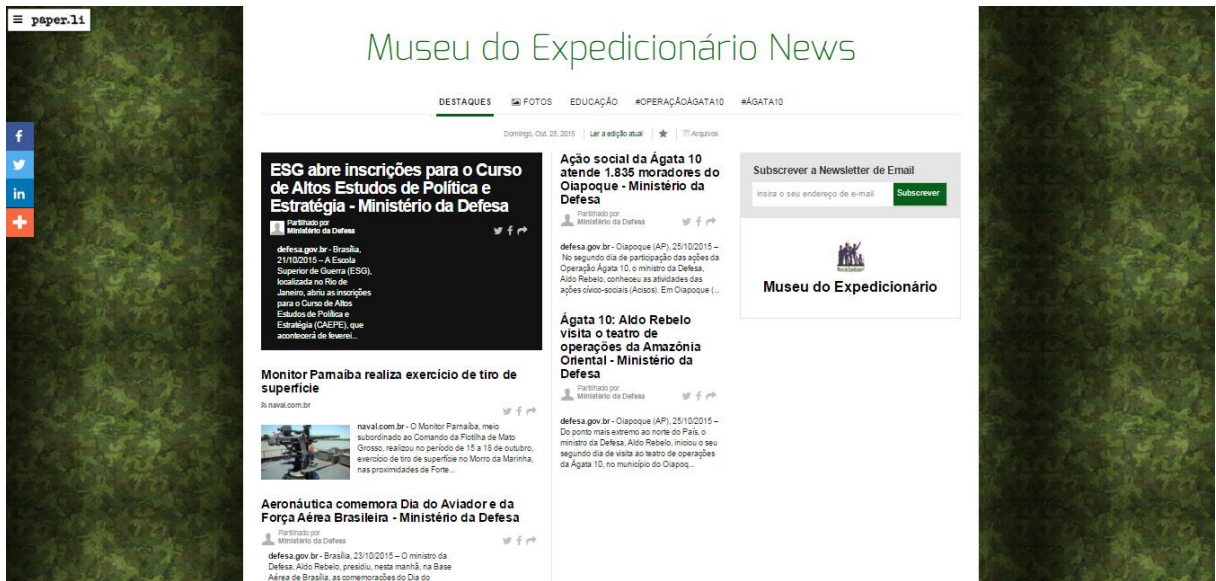 ≡ paper.li
Museu do Expedicionário News
DESTAQUES FOTOS EDUCAÇÃO #OPERAÇÃOÁGATA10 #ÁGATA10
Domingo, Out. 25, 2015 Ler a edição atual Arquivos
ESG abre inscrições para o Curso
de Altos Estudos de Política e
Estratégia - Ministério da Defesa
Partilhado por
Ministério da Defesa
defesa.gov.br - Brasília,
21/10/2015 – A Escola
Superior de Guerra (ESG),
localizada no Rio de
Janeiro, abriu as inscrições
para o Curso de Altos
Estudos de Política e
Estratégia (CAEPE), que
acontecerá de feverei...
Monitor Parnaíba realiza exercício de tiro de
superfície
naval.com.br
naval.com.br - O Monitor Parnaíba, meio
subordinado ao Comando da Flotilha de Mato
Grosso, realizou no período de 15 a 18 de outubro,
exercício de tiro de superfície no Morro da Marinha,
nas proximidades de Forte...
Aeronáutica comemora Dia do Aviador e da
Força Aérea Brasileira - Ministério da Defesa
Partilhado por
Ministério da Defesa
defesa.gov.br - Brasília, 23/10/2015 – O ministro da
Defesa, Aldo Rebelo, presidiu, nesta manhã, na Base
Aérea de Brasília, as comemorações do Dia do
Ação social da Ágata 10
atende 1.835 moradores do
Oiapoque - Ministério da
Defesa
Partilhado por
Ministério da Defesa
defesa.gov.br - Oiapoque (AP), 25/10/2015 –
No segundo dia de participação das ações da
Operação Ágata 10, o ministro da Defesa,
Aldo Rebelo, conheceu as atividades das
ações cívico-sociais (Acisos). Em Oiapoque (...
Ágata 10: Aldo Rebelo
visita o teatro de
operações da Amazônia
Oriental - Ministério da
Defesa
Partilhado por
Ministério da Defesa
defesa.gov.br - Oiapoque (AP), 25/10/2015 –
Do ponto mais extremo ao norte do País, o
ministro da Defesa, Aldo Rebelo, iniciou o seu
segundo dia de visita ao teatro de operações
da Ágata 10, no município do Oiapoq...
Subscrever a Newsletter de Email
insira o seu endereço de e-mail Subscrever
Museu do Expedicionário